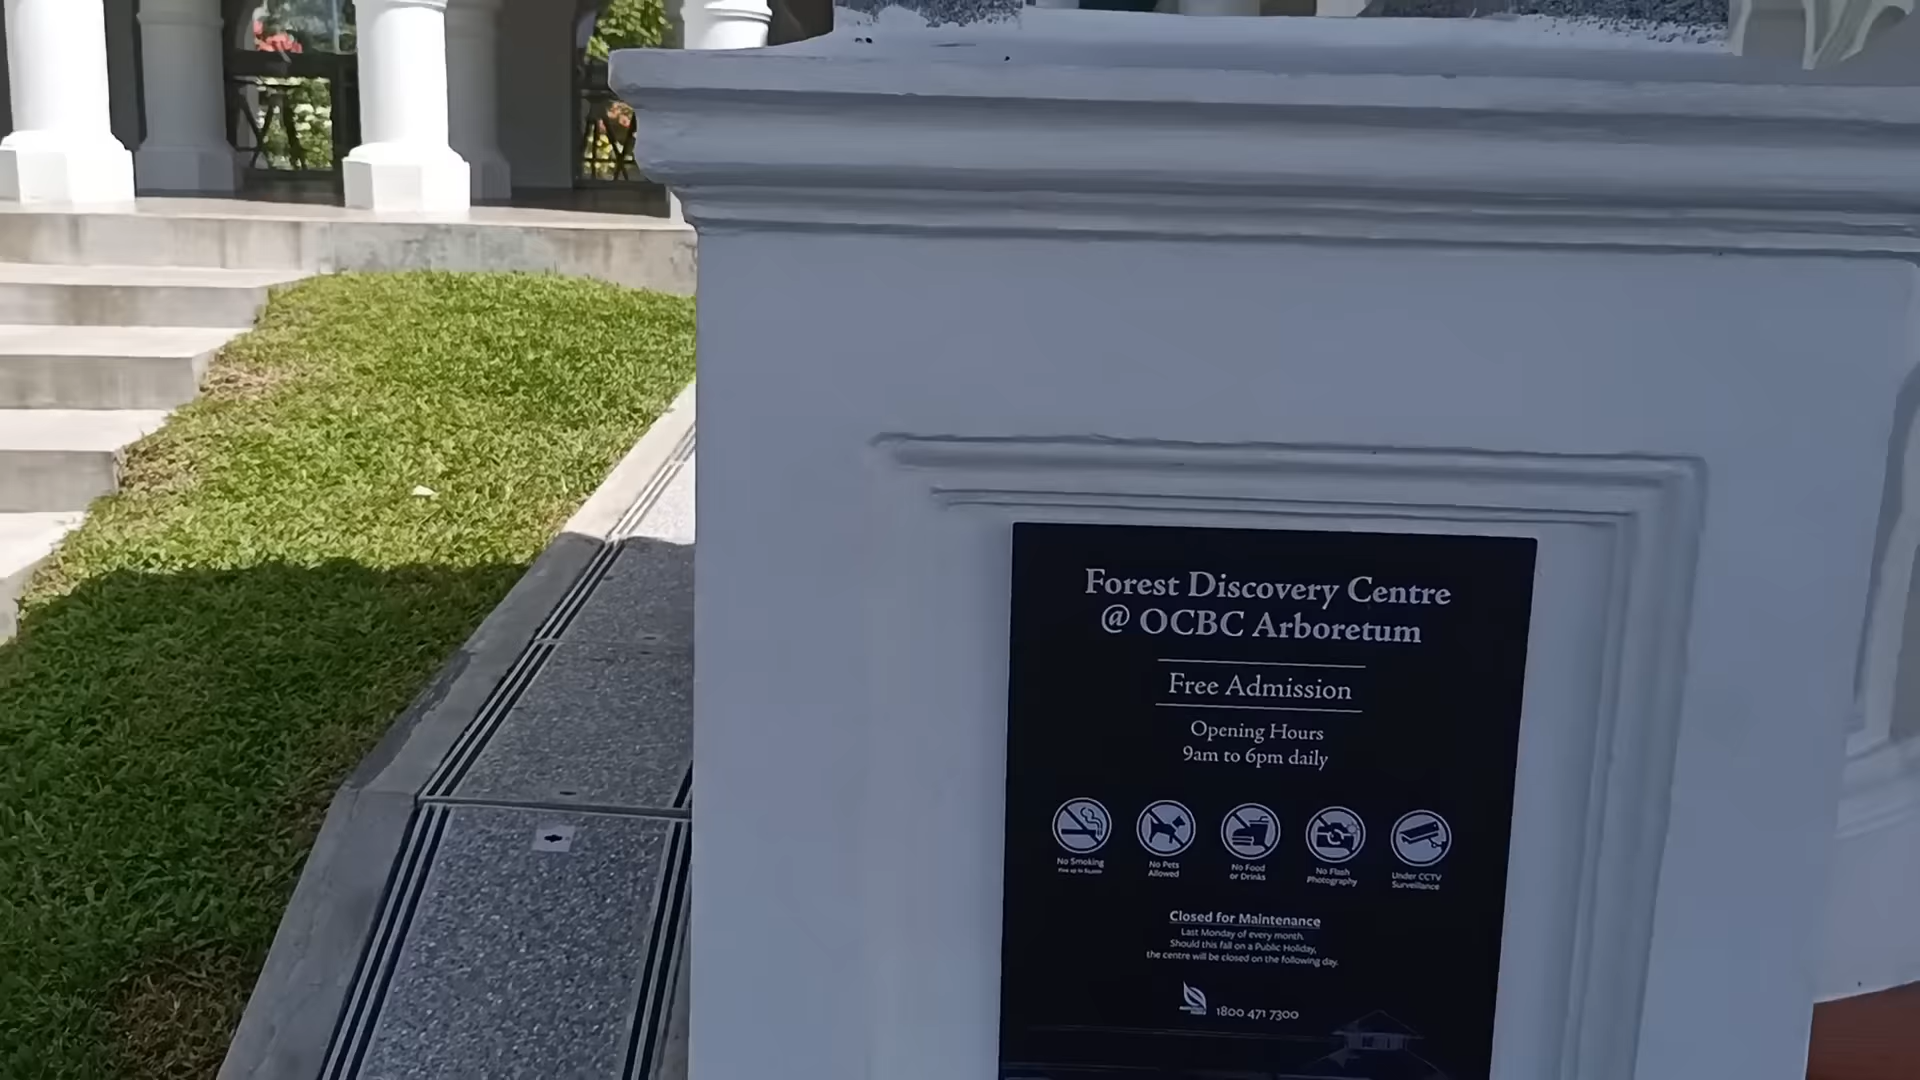 Forest Discovery Centre
@ OCBC Arboretum
Free Admission
Opening Hours
9am to 6pm daily
No Smoking
No Pets
Allowed
No Food
or Drinks
No Flash
Photography
Under CCTV
Surveillance
Closed for Maintenance
Last Monday of every month.
Should this fall on a Public Holiday,
the centre will be closed on the following day.
1800 471 7300